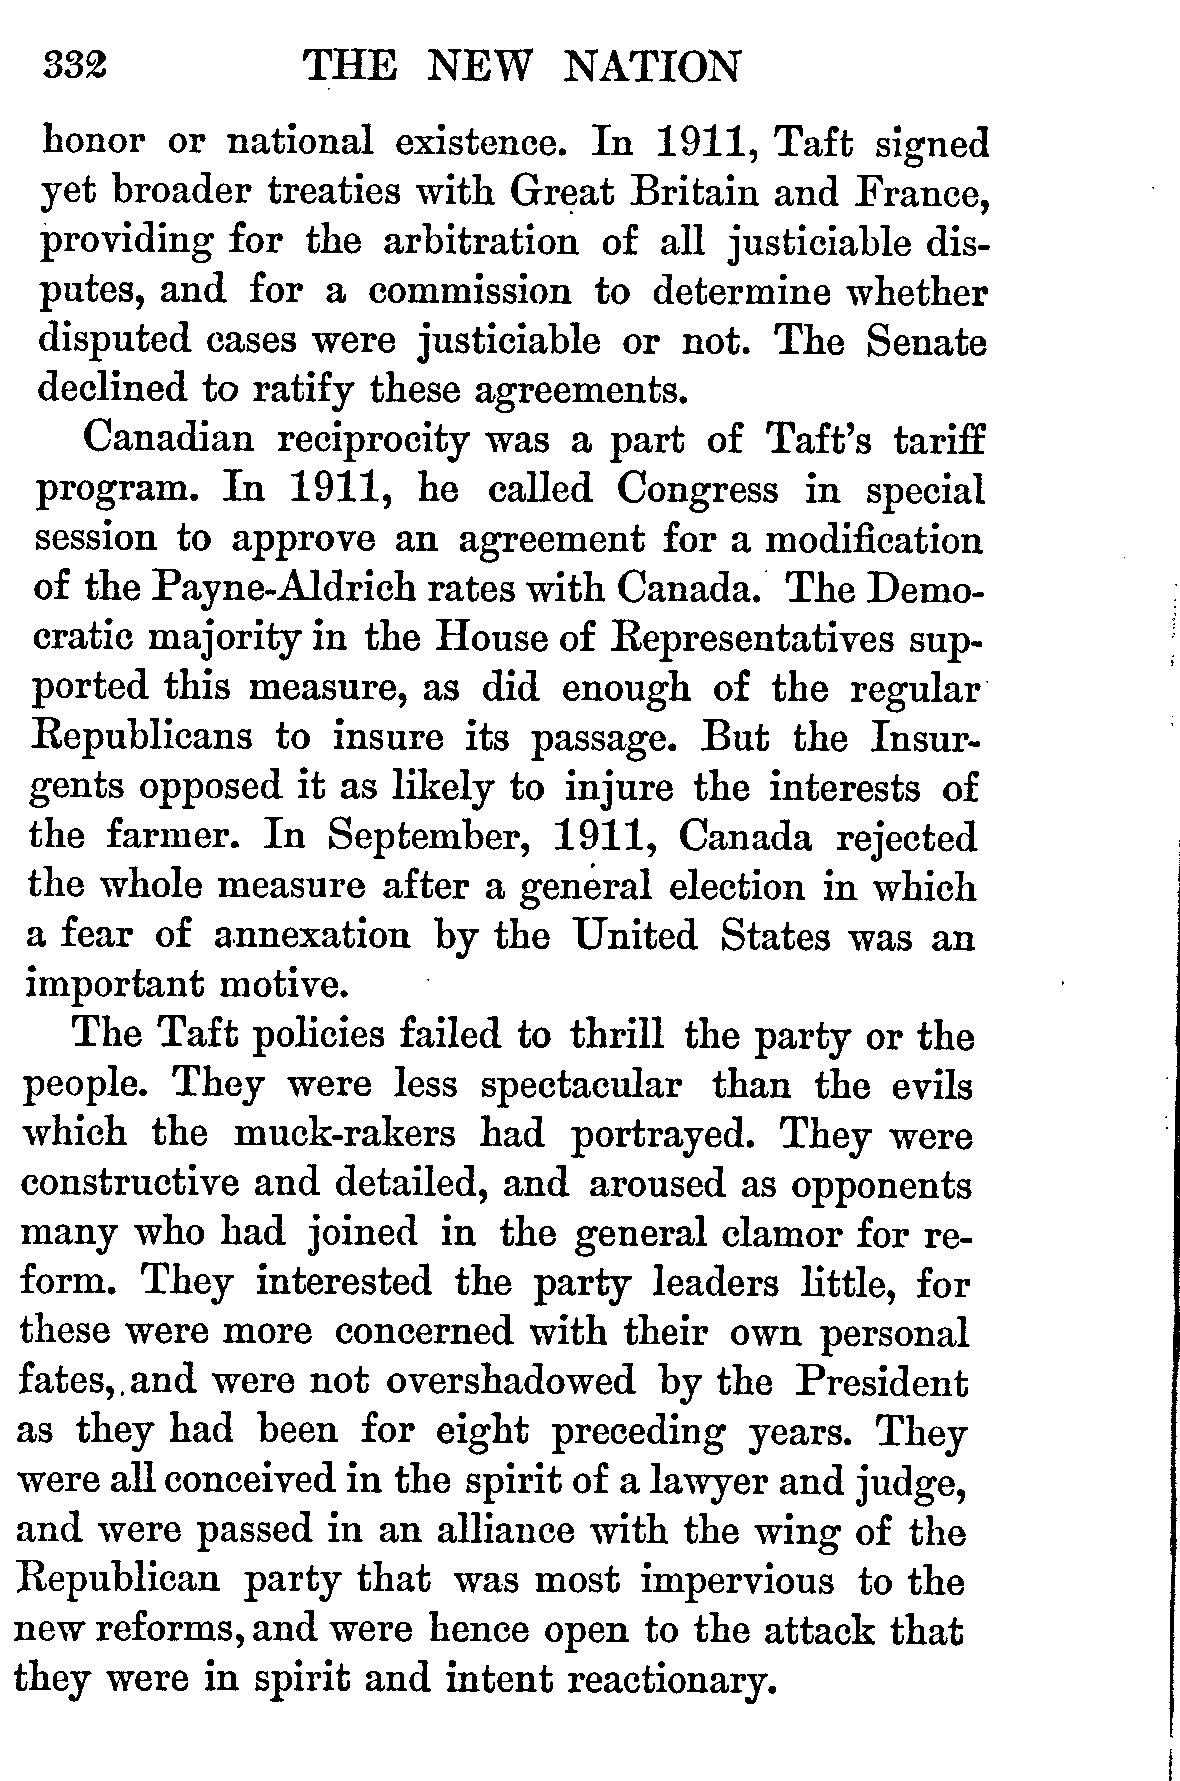 332 THE NEW NATION
honor or national existence. In 1911, Taft signed
yet broader treaties with Great Britain and France,
providing for the arbitration of all justiciable dis-
putes, and for a commission to determine whether
disputed cases were justiciable or not. The Senate
declined to ratify these agreements.
Canadian reciprocity was a part of Taft's tariff
program. In 1911, he called Congress in special
session to approve an agreement for a modification
of the Payne-Aldrich rates with Canada. The Demo-
cratic majority in the House of Representatives sup-
ported this measure, as did enough of the regular
Republicans to insure its passage. But the Insur-
gents opposed it as likely to injure the interests of
the farmer. In September, 1911, Canada rejected
the whole measure after a general election in which
a fear of annexation by the United States was an
important motive.
The Taft policies failed to thrill the party or the
people. They were less spectacular than the evils
which the muck-rakers had portrayed. They were
constructive and detailed, and aroused as opponents
many who had joined in the general clamor for re-
form. They interested the party leaders little, for
these were more concerned with their own personal
fates, and were not overshadowed by the President
as they had been for eight preceding years. They
were all conceived in the spirit of a lawyer and judge,
and were passed in an alliance with the wing of the
Republican party that was most impervious to the
new reforms, and were hence open to the attack that
they were in spirit and intent reactionary.